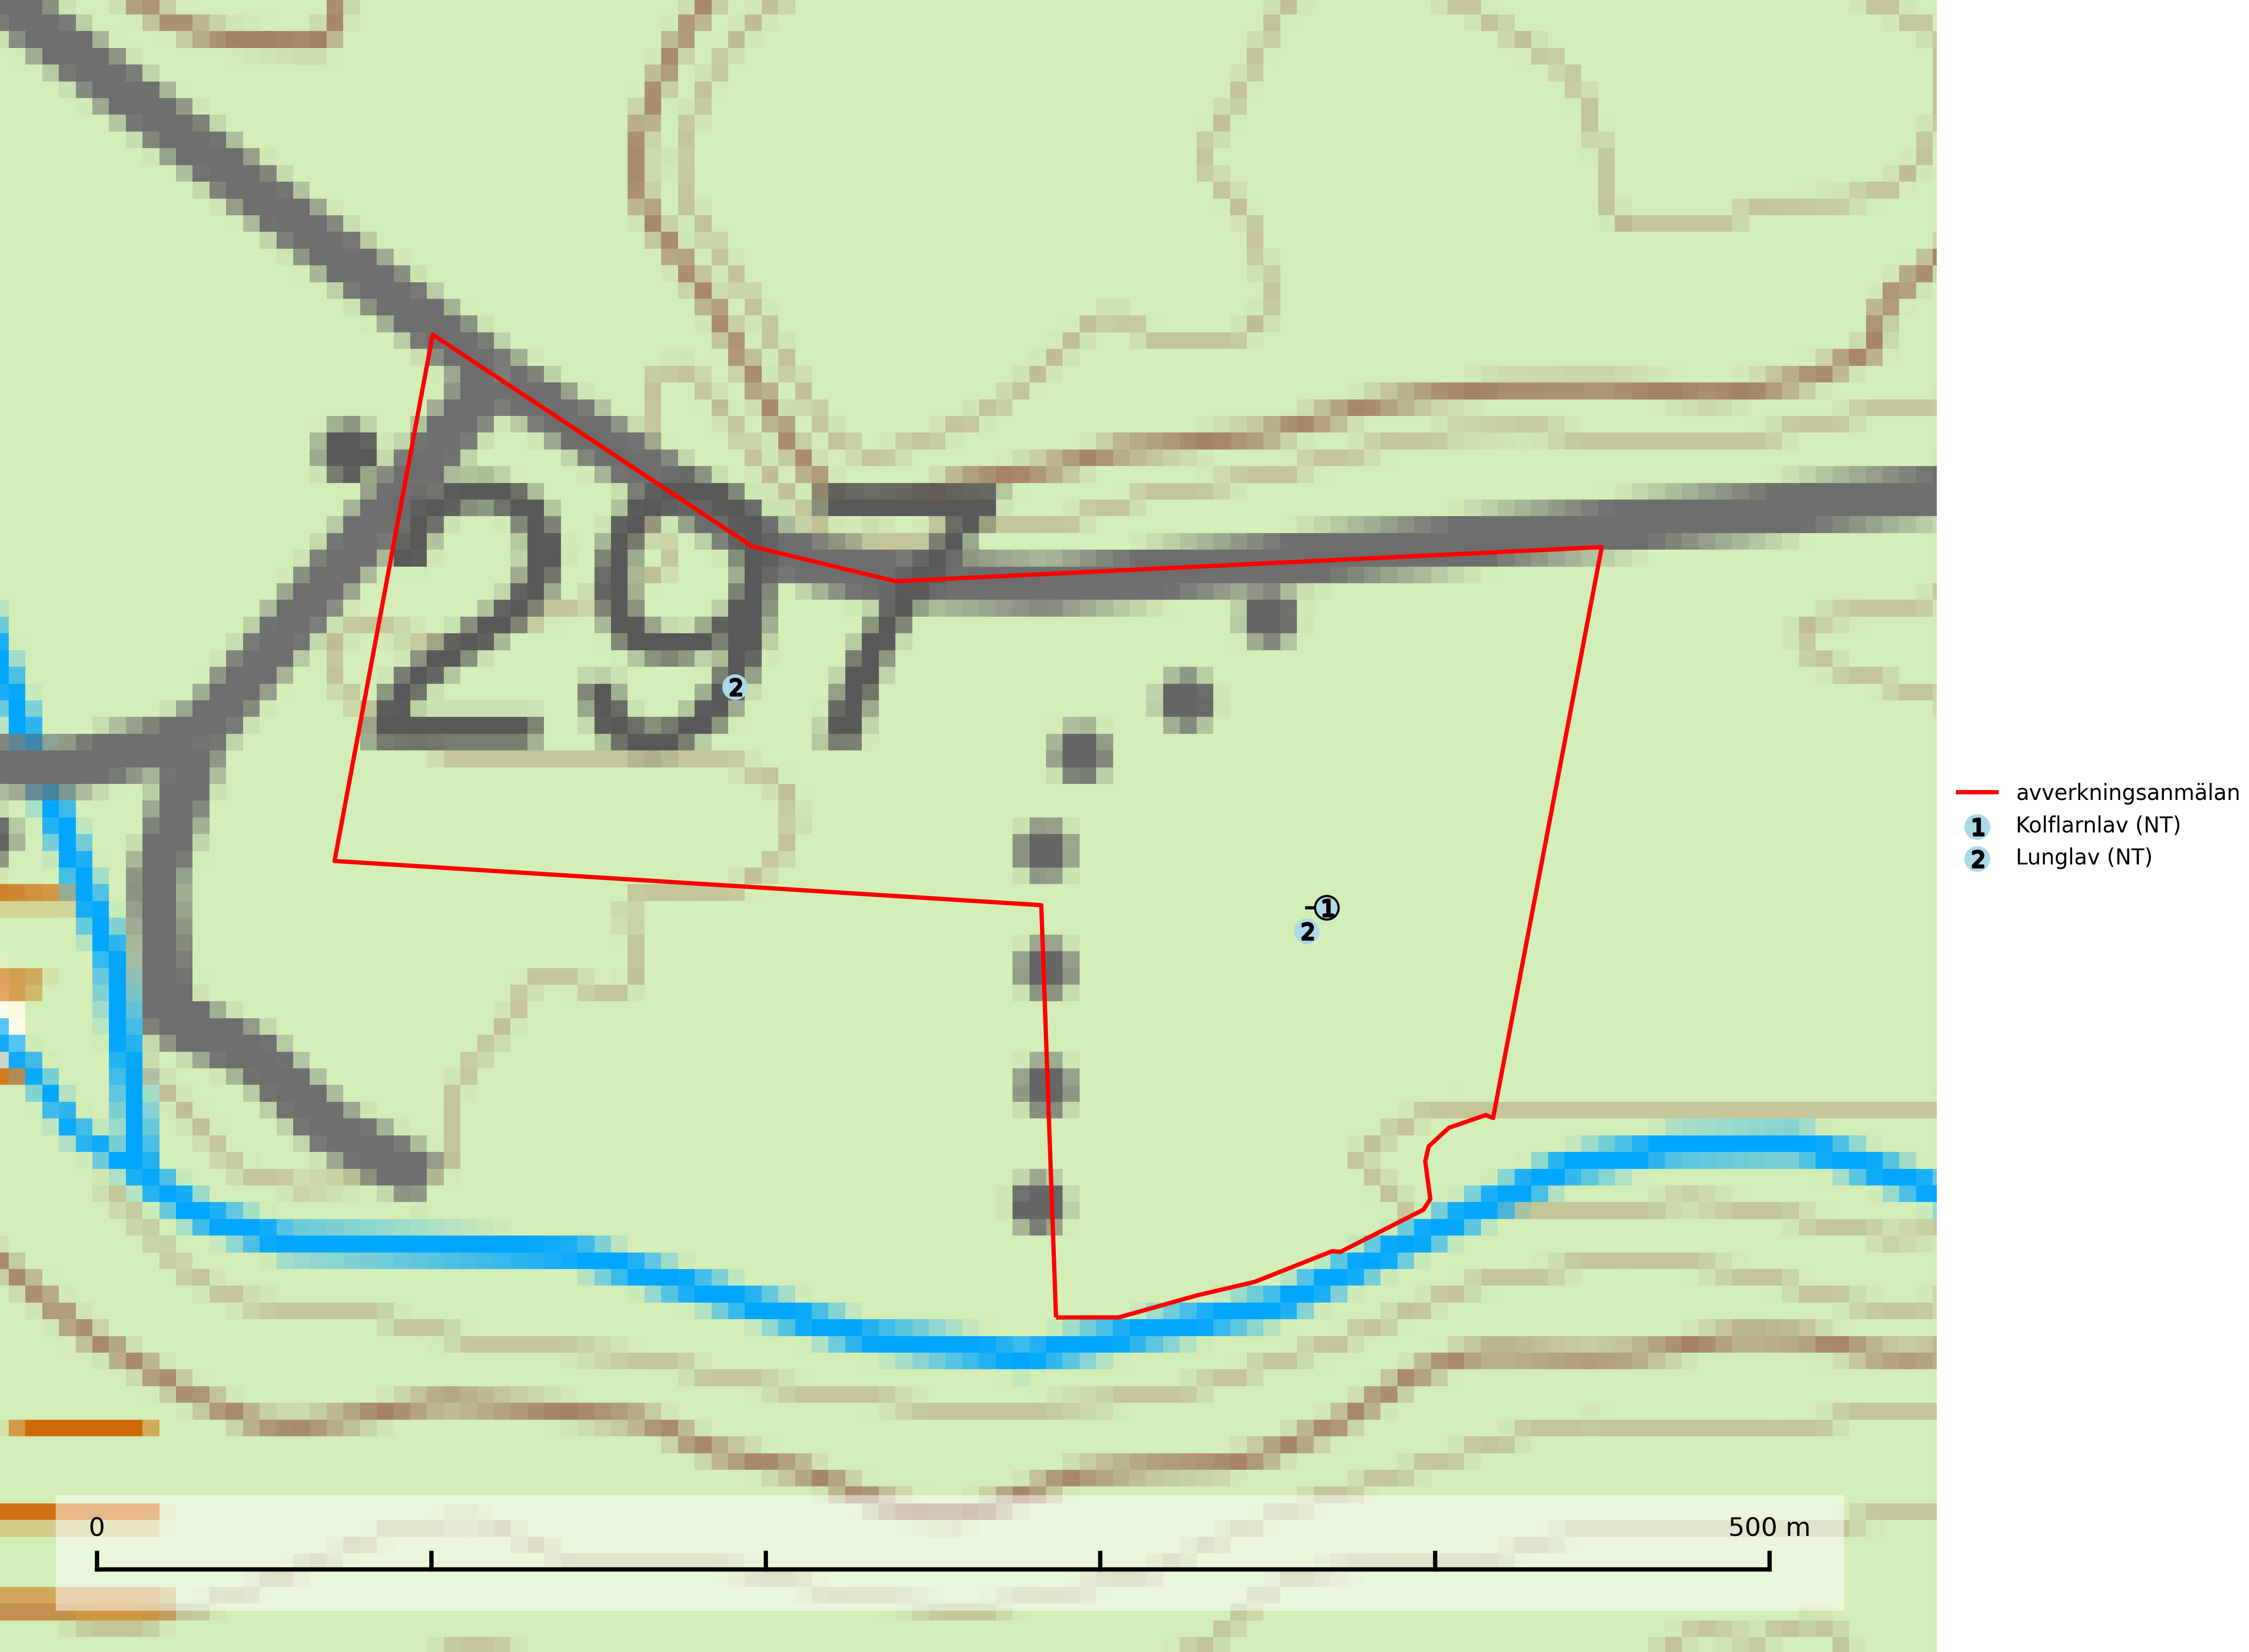 297
2
1
2
avverkningsanmälan
1 Kolflarnlav (NT)
2 Lunglav (NT)
0 500 m